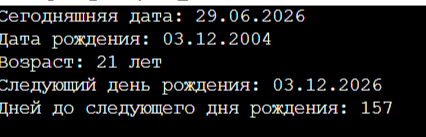 Сегодняшняя дата: 29.06.2026
Дата рождения: 03.12.2004
Возраст: 21 лет
Следующий день рождения: 03.12.2026
Дней до следующего дня рождения: 157